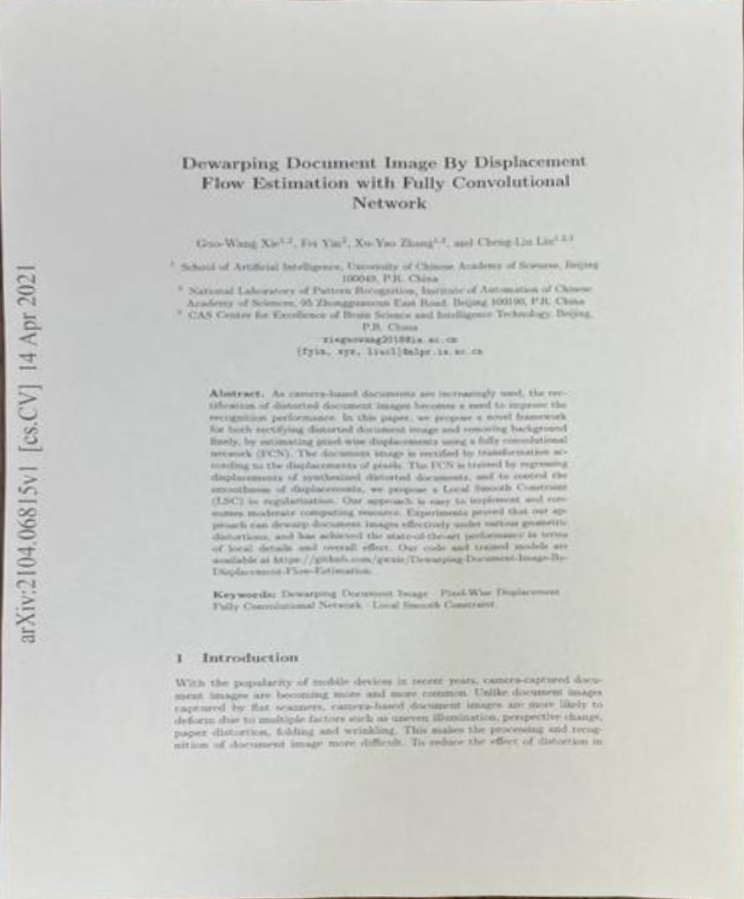 Dewarping Document Image By Displacement
Flow Estimation with Fully Convolutional
Network
Guo-Wang Xie1,2, Fei Yin2, Xu-Yao Zhang1,2, and Cheng-Lin Liu1,2,3
1 School of Artificial Intelligence, University of Chinese Academy of Sciences, Beijing
100049, P.R. China
2 National Laboratory of Pattern Recognition, Institute of Automation of Chinese
Academy of Sciences, 95 Zhongguancun East Road, Beijing 100190, P.R. China
3 CAS Center for Excellence of Brain Science and Intelligence Technology, Beijing,
P.R. China
xieguowang2018@ia.ac.cn
{fyin, xyz, liucl}@nlpr.ia.ac.cn
Abstract. As camera-based documents are increasingly used, the rec-
tification of distorted document images becomes a need to improve the
recognition performance. In this paper, we propose a novel framework
for both rectifying distorted document image and removing background
finely, by estimating pixel-wise displacements using a fully convolutional
network (FCN). The document image is rectified by transformation ac-
cording to the displacements of pixels. The FCN is trained by regressing
displacements of synthesized distorted documents, and to control the
smoothness of displacements, we propose a Local Smooth Constraint
(LSC) in regularization. Our approach is easy to implement and con-
sumes moderate computing resource. Experiments proved that our ap-
proach can dewarp document images effectively under various geometric
distortions, and has achieved the state-of-the-art performance in terms
of local details and overall effect. Our code and trained models are
available at https://github.com/gwxie/Dewarping-Document-Image-By-
Displacement-Flow-Estimation.
Keywords: Dewarping Document Image · Pixel-Wise Displacement ·
Fully Convolutional Network · Local Smooth Constraint.
1 Introduction
With the popularity of mobile devices in recent years, camera-captured docu-
ment images are becoming more and more common. Unlike document images
captured by flat scanners, camera-based document images are more likely to
deform due to multiple factors such as uneven illumination, perspective change,
paper distortion, folding and wrinkling. This makes the processing and recog-
nition of document image more difficult. To reduce the effect of distortion in
arXiv:2104.06815v1 [cs.CV] 14 Apr 2021